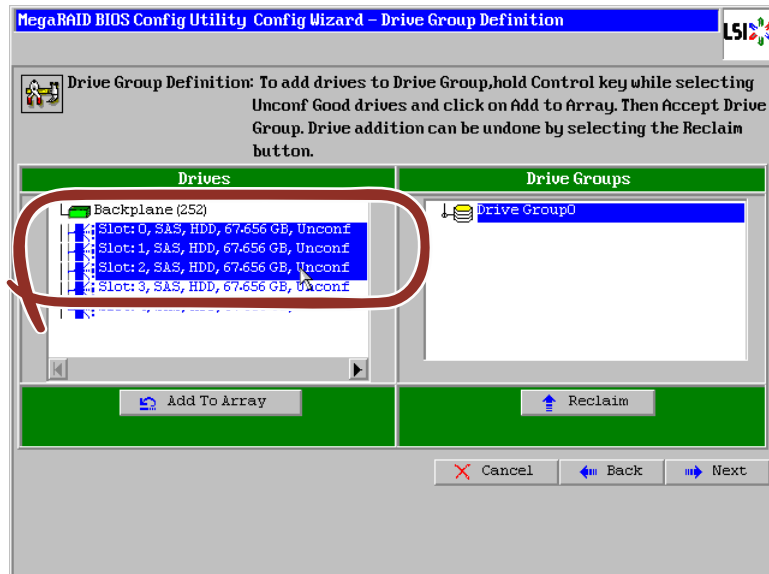 MegaRAID BIOS Config Utility Config Wizard – Drive Group Definition
LSI
Drive Group Definition: To add drives to Drive Group,hold Control key while selecting
Unconf Good drives and click on Add to Array. Then Accept Drive
Group. Drive addition can be undone by selecting the Reclaim
button.
Drives
Backplane (252)
Slot: 0, SAS, HDD, 67.656 GB, Unconf
Slot: 1, SAS, HDD, 67.656 GB, Unconf
Slot: 2, SAS, HDD, 67.656 GB, Unconf
Slot: 3, SAS, HDD, 67.656 GB, Unconf
Add To Array
Drive Groups
Drive Group0
Reclaim
Cancel
Back
Next